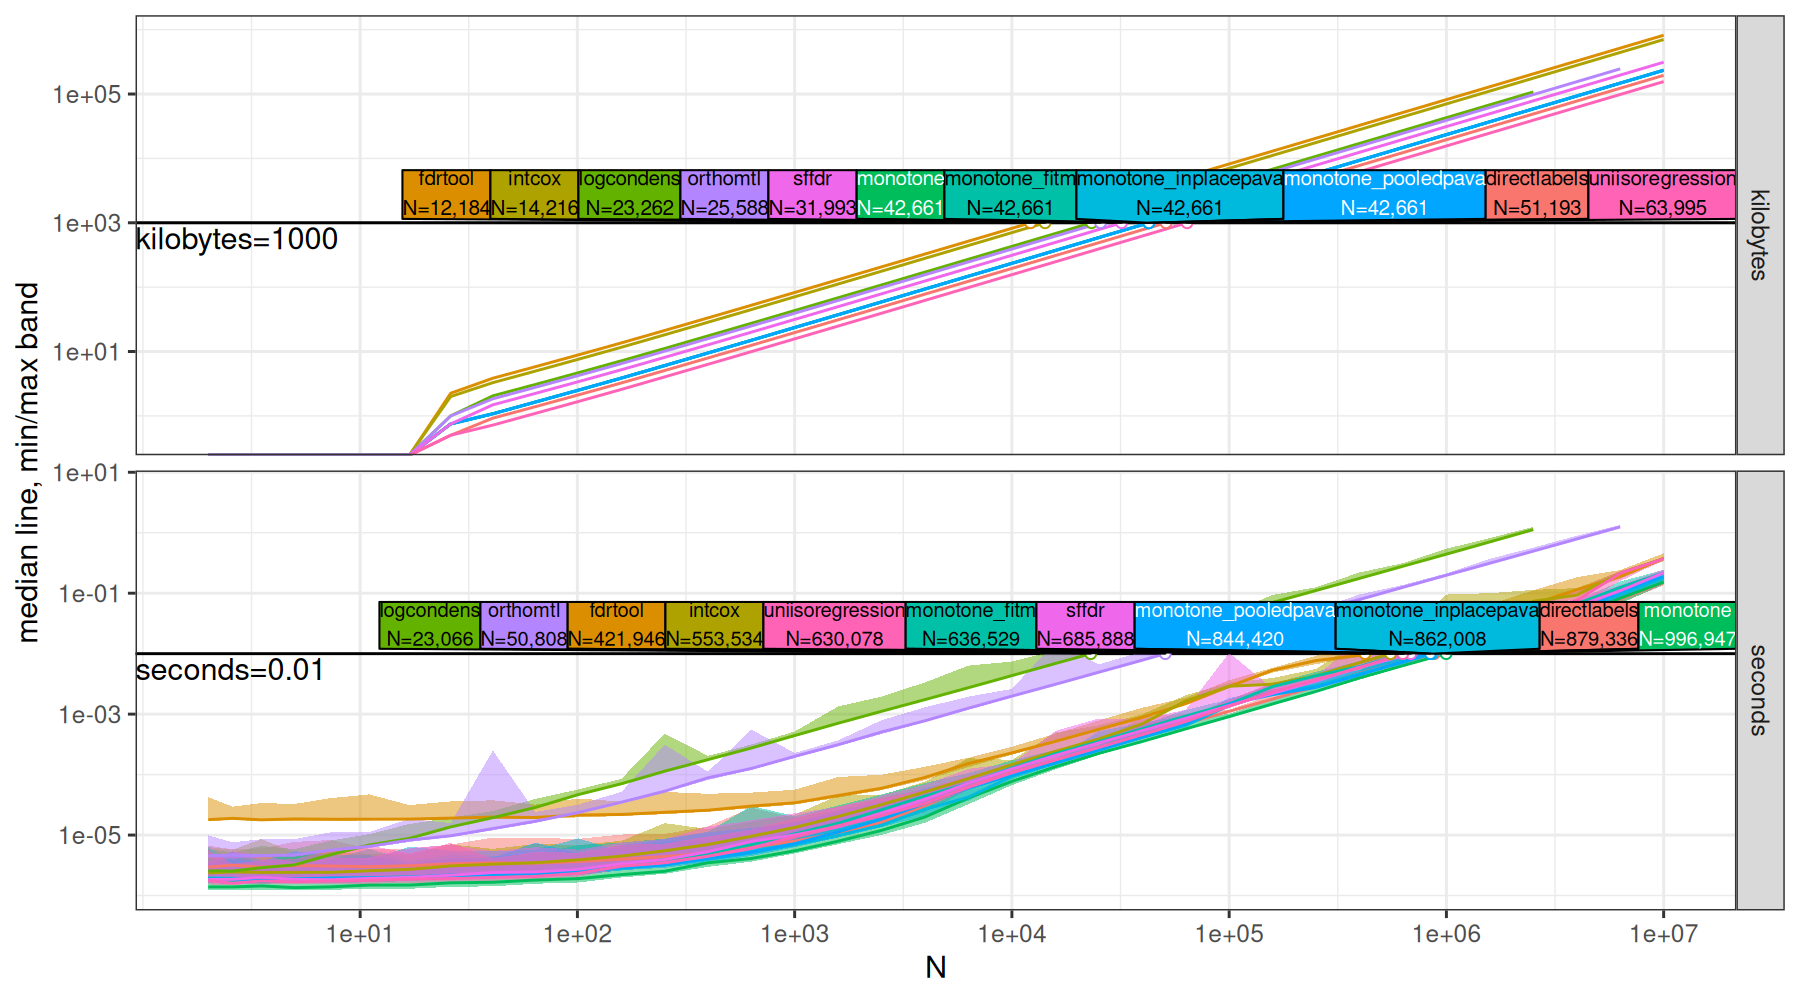 1e+05
1e+03
1e+01
fdrtool intcox logcondens orthomtl sffdr monotone monotone_fitm monotone_inplacepava monotone_pooledpava directlabels uniisoregression
N=12,184 N=14,216 N=23,262 N=25,588 N=31,993 N=42,661 N=42,661 N=42,661 N=42,661 N=51,193 N=63,995
kilobytes=1000
kilobytes
median line, min/max band
1e+01
1e-01
1e-03
1e-05
logcondens orthomtl fdrtool intcox uniisoregression monotone_fitm sffdr monotone_pooledpava monotone_inplacepava directlabels monotone
N=23,066 N=50,808 N=421,946 N=553,534 N=630,078 N=636,529 N=685,888 N=844,420 N=862,008 N=879,336 N=996,947
seconds=0.01
seconds
1e+01 1e+02 1e+03 1e+04 1e+05 1e+06 1e+07
N